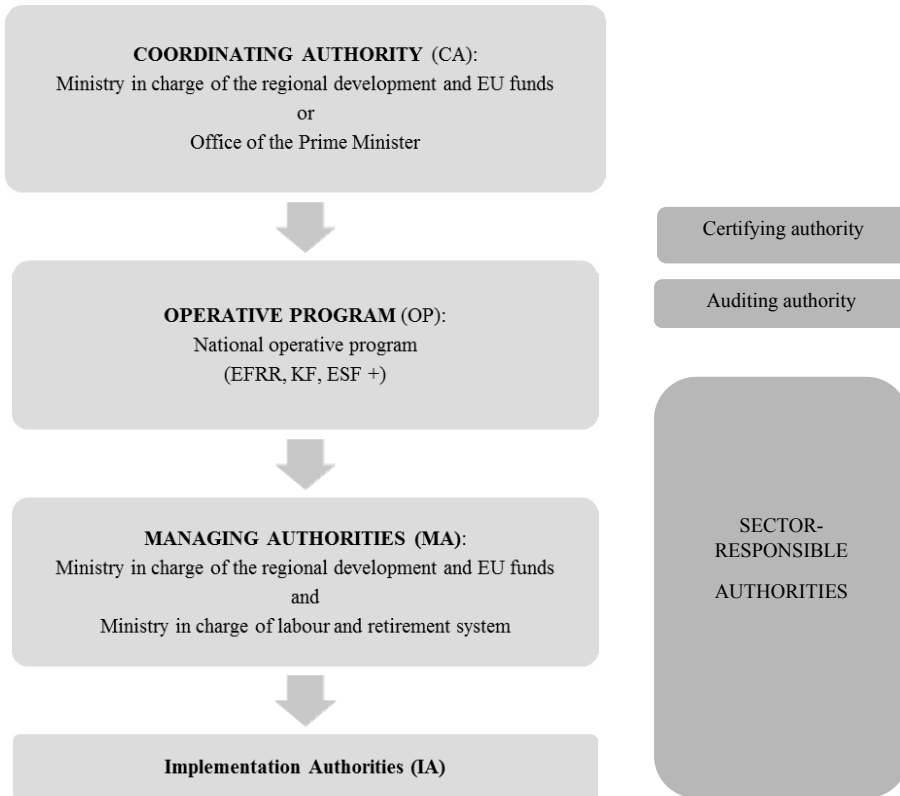 COORDINATING AUTHORITY (CA):
Ministry in charge of the regional development and EU funds
or
Office of the Prime Minister
OPERATIVE PROGRAM (OP):
National operative program
(EFRR, KF, ESF +)
MANAGING AUTHORITIES (MA):
Ministry in charge of the regional development and EU funds
and
Ministry in charge of labour and retirement system
Implementation Authorities (IA)
Certifying authority
Auditing authority
SECTOR-
RESPONSIBLE
AUTHORITIES